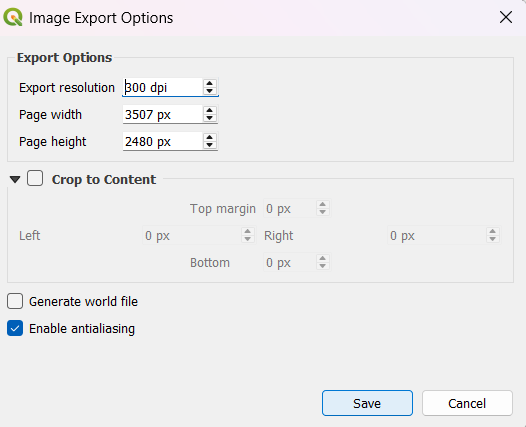 Image Export Options
Export Options
Export resolution 300 dpi
Page width 3507 px
Page height 2480 px
Crop to Content
Top margin 0 px
Left 0 px Right 0 px
Bottom 0 px
Generate world file
Enable antialiasing
Save Cancel